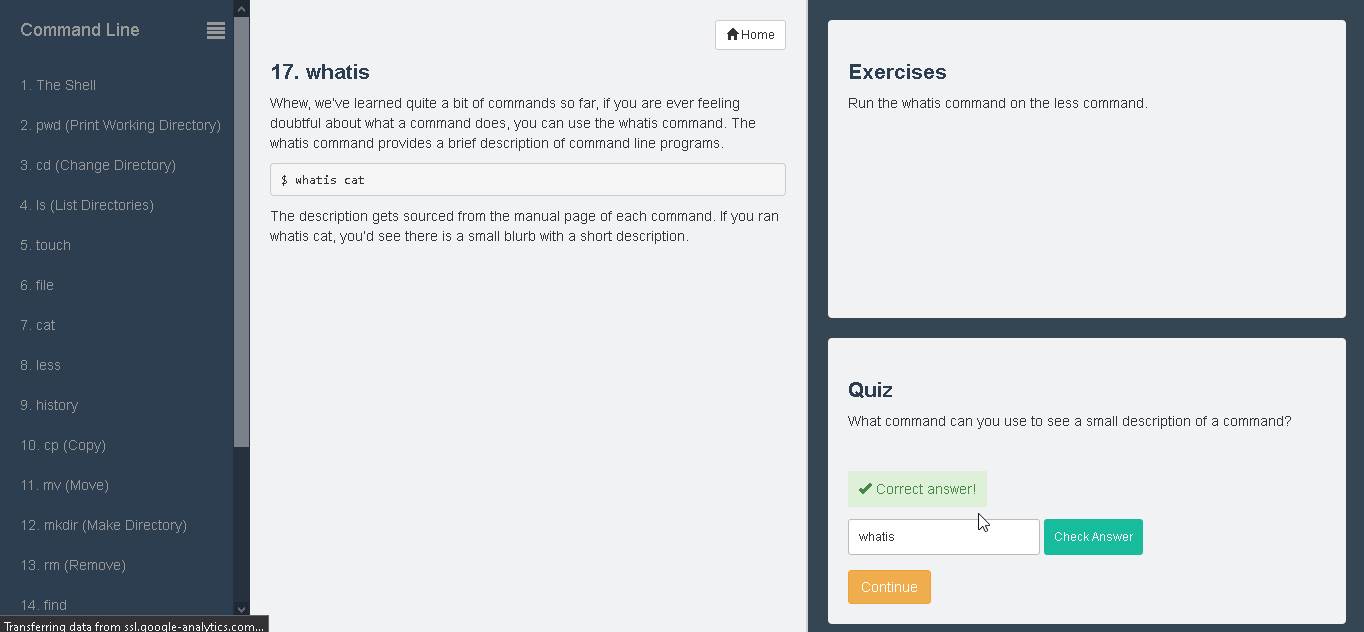 Command Line
1. The Shell
2. pwd (Print Working Directory)
3. cd (Change Directory)
4. ls (List Directories)
5. touch
6. file
7. cat
8. less
9. history
10. cp (Copy)
11. mv (Move)
12. mkdir (Make Directory)
13. rm (Remove)
14. find
Transferring data from ssl.google-analytics.com...
Home
17. whatis
Whew, we've learned quite a bit of commands so far, if you are ever feeling
doubtful about what a command does, you can use the whatis command. The
whatis command provides a brief description of command line programs.
$ whatis cat
The description gets sourced from the manual page of each command. If you ran
whatis cat, you'd see there is a small blurb with a short description.
Exercises
Run the whatis command on the less command.
Quiz
What command can you use to see a small description of a command?
Correct answer!
whatis
Check Answer
Continue